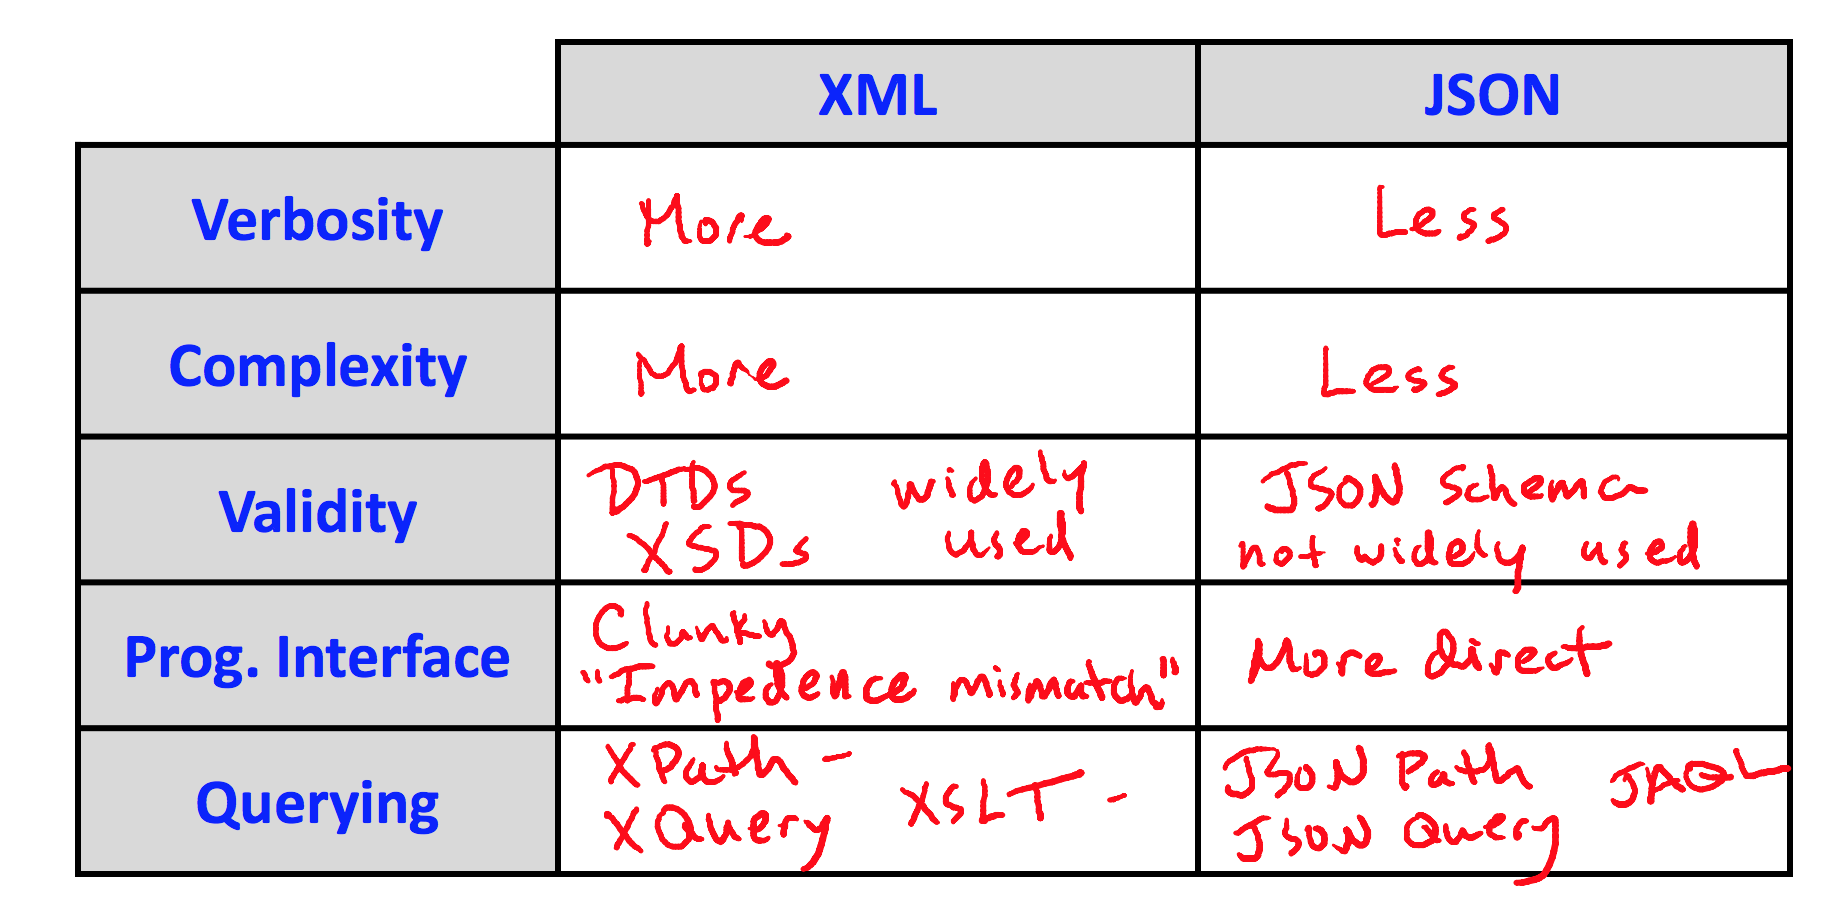 XML JSON
Verbosity More Less
Complexity More Less
Validity DTDs widely JSON Schema
XSDs used not widely used
Prog. Interface Clunky More direct
"Impedence mismatch"
Querying XPath - XSLT - JSON Path JAQL
XQuery JSON Query